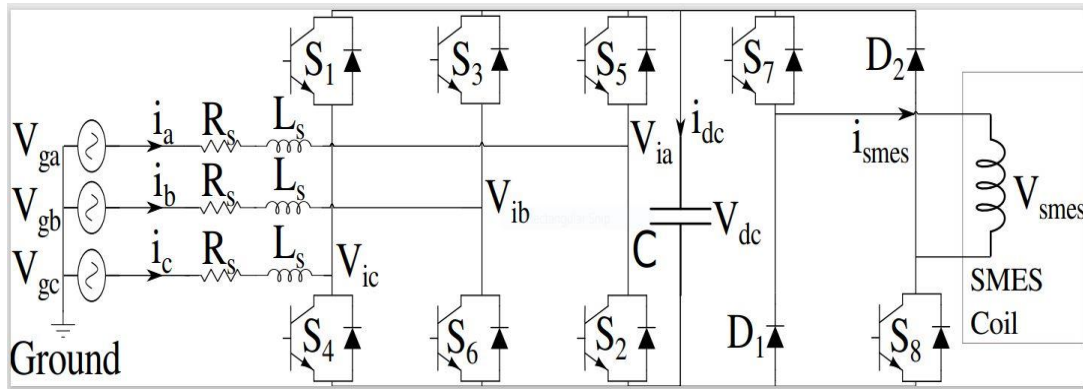 S1 S3 S5 S7 D2
Vga ia Rs Ls Via idc ismes
Vgb ib Rs Ls Vib C Vdc Vsmes
Vgc ic Rs Ls Vic SMES
Coil
Ground S4 S6 S2 D1 S8